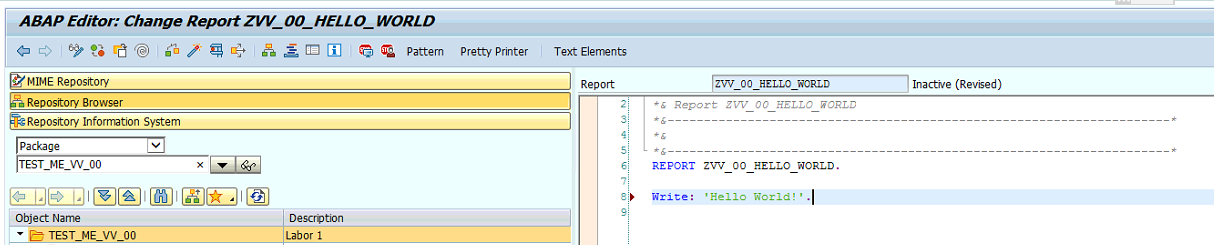 ABAP Editor: Change Report ZVV_00_HELLO_WORLD
Pattern Pretty Printer Text Elements
MIME Repository
Repository Browser
Repository Information System
Package
TEST_ME_VV_00
Object Name Description
TEST_ME_VV_00 Labor 1
Report ZVV_00_HELLO_WORLD Inactive (Revised)
2 *& Report ZVV_00_HELLO_WORLD
3 *&---------------------------------------------------------------------*
4 *&
5 *&---------------------------------------------------------------------*
6 REPORT ZVV_00_HELLO_WORLD.
7
8 Write: 'Hello World!'.
9